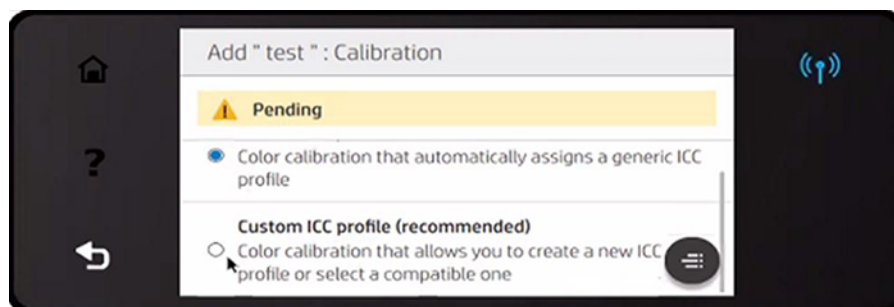 Add " test " : Calibration
Pending
Color calibration that automatically assigns a generic ICC
profile
Custom ICC profile (recommended)
Color calibration that allows you to create a new ICC
profile or select a compatible one
?